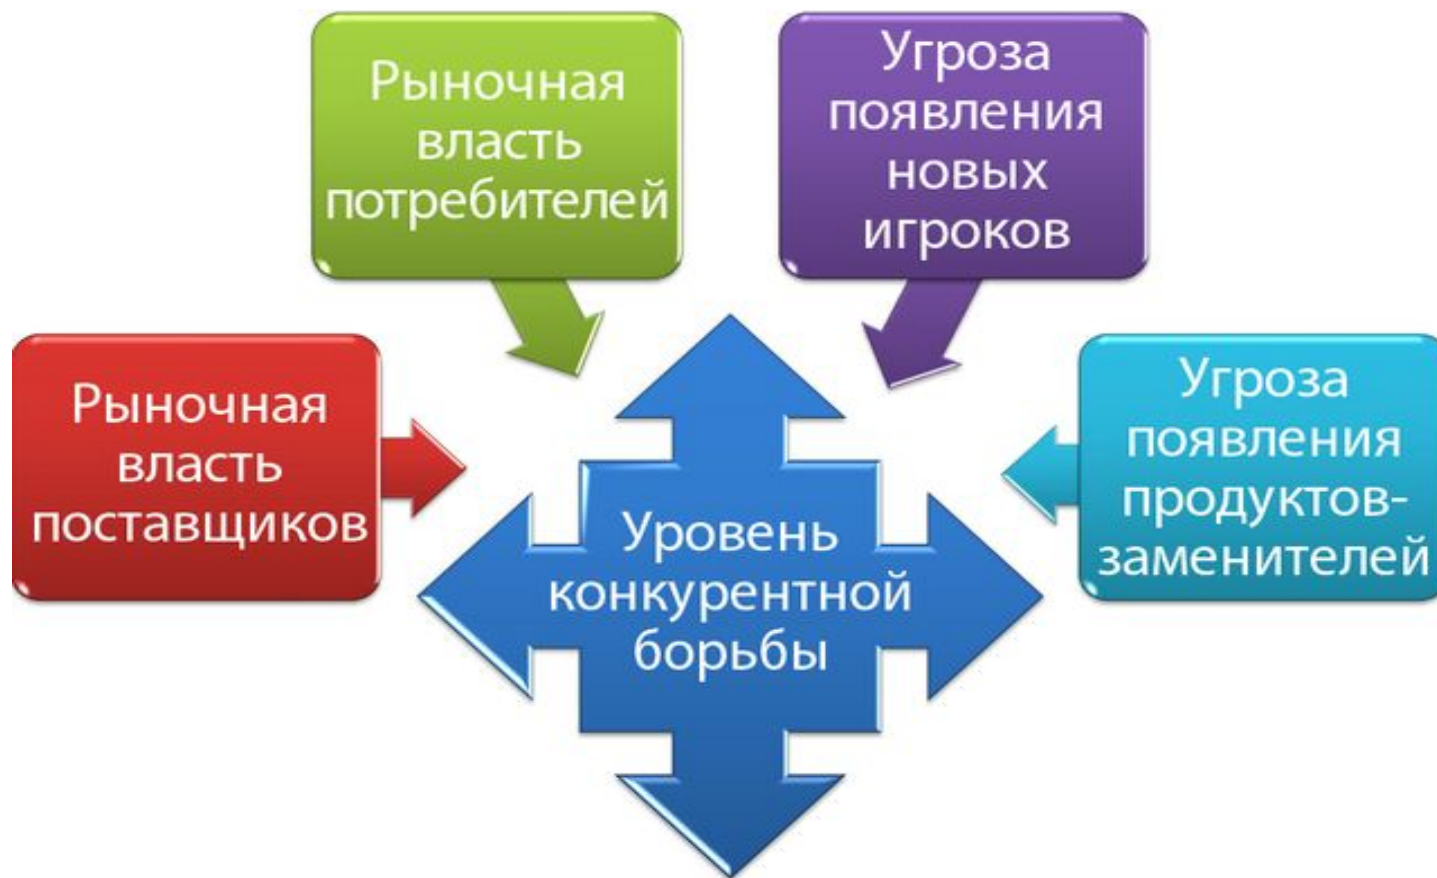 Рыночная
власть
потребителей
Угроза
появления
новых
игроков
Рыночная
власть
поставщиков
Угроза
появления
продуктов-
заменителей
Уровень
конкурентной
борьбы